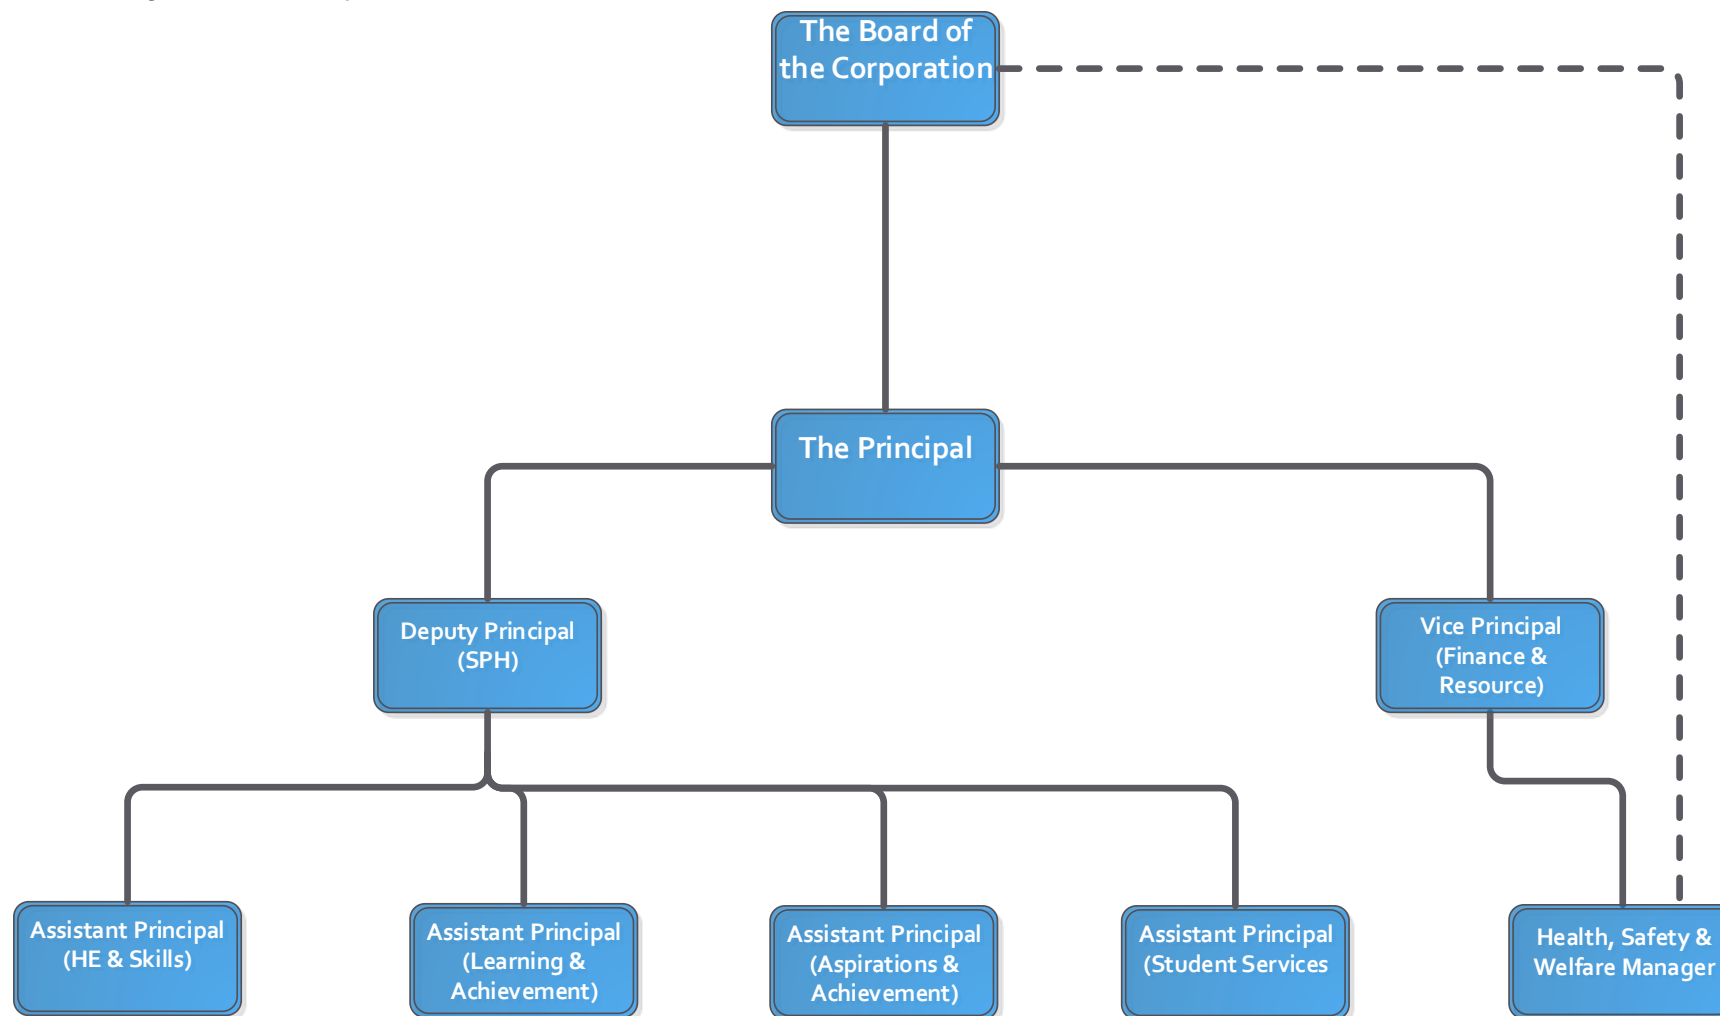 The Board of
the Corporation
The Principal
Deputy Principal
(SPH)
Vice Principal
(Finance &
Resource)
Assistant Principal
(HE & Skills)
Assistant Principal
(Learning &
Achievement)
Assistant Principal
(Aspirations &
Achievement)
Assistant Principal
(Student Services
Health, Safety &
Welfare Manager